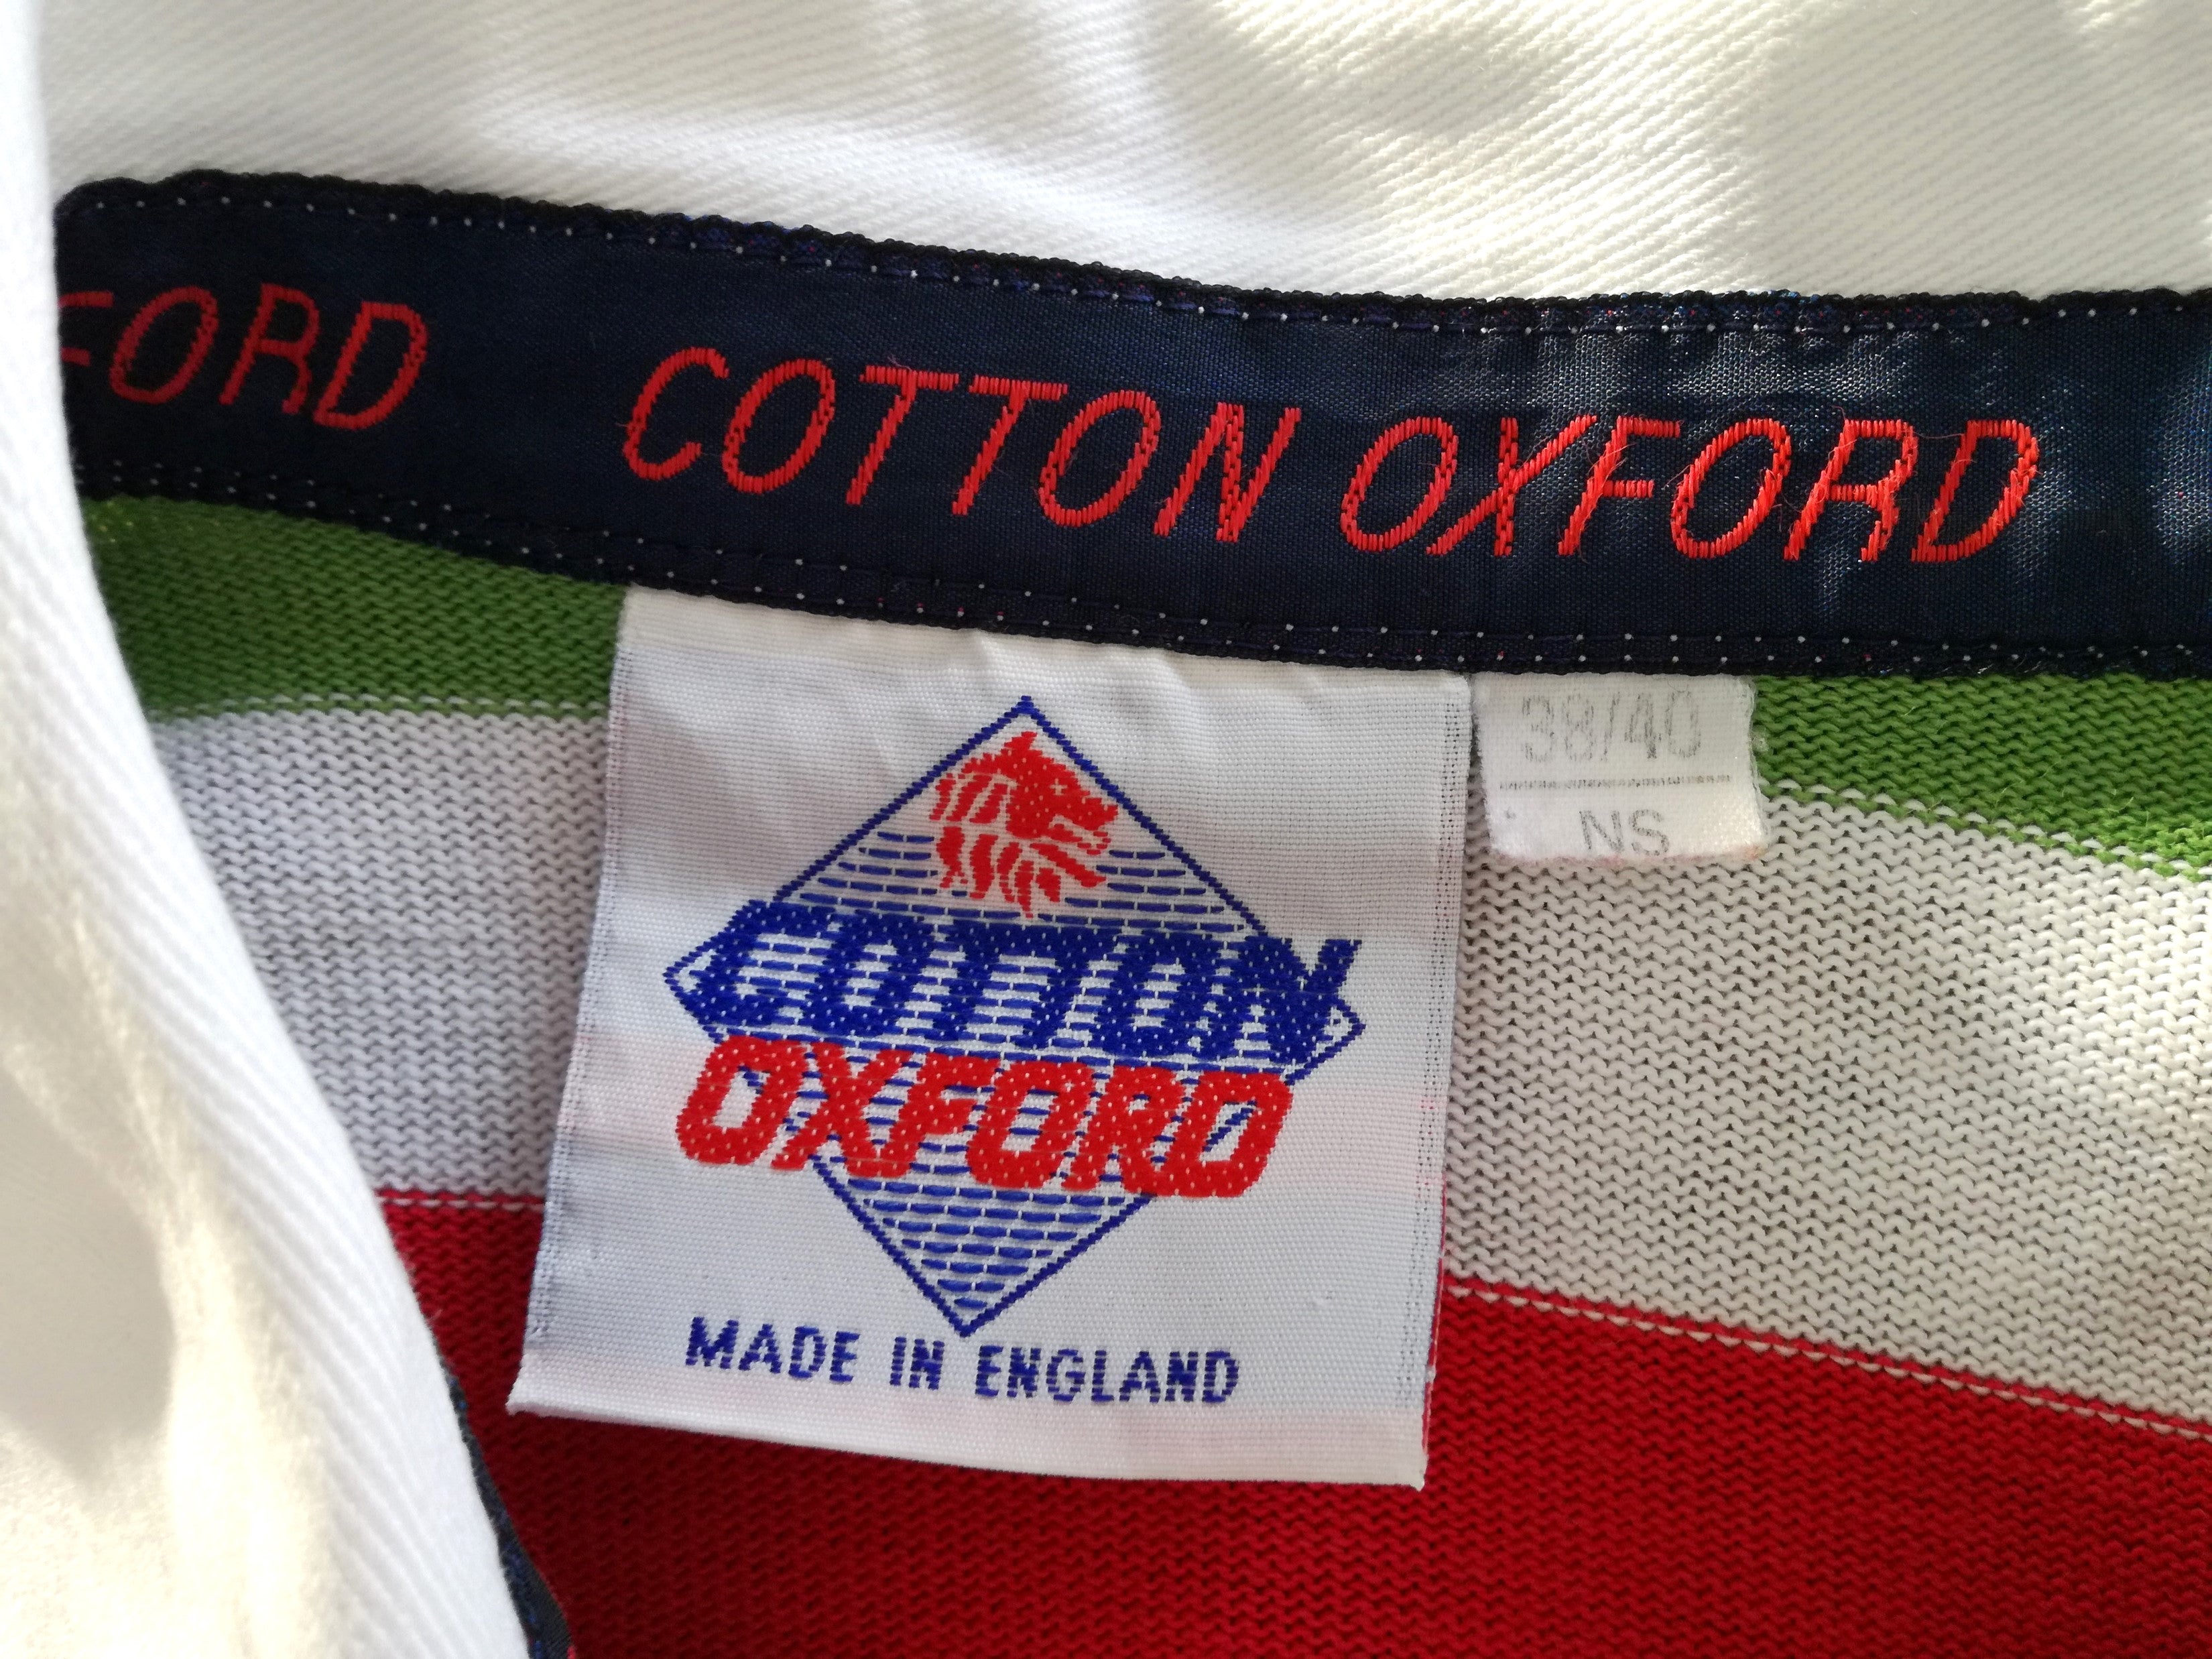 FORD COTTON OXFORD
38/40
NS
COTTON
OXFORD
MADE IN ENGLAND